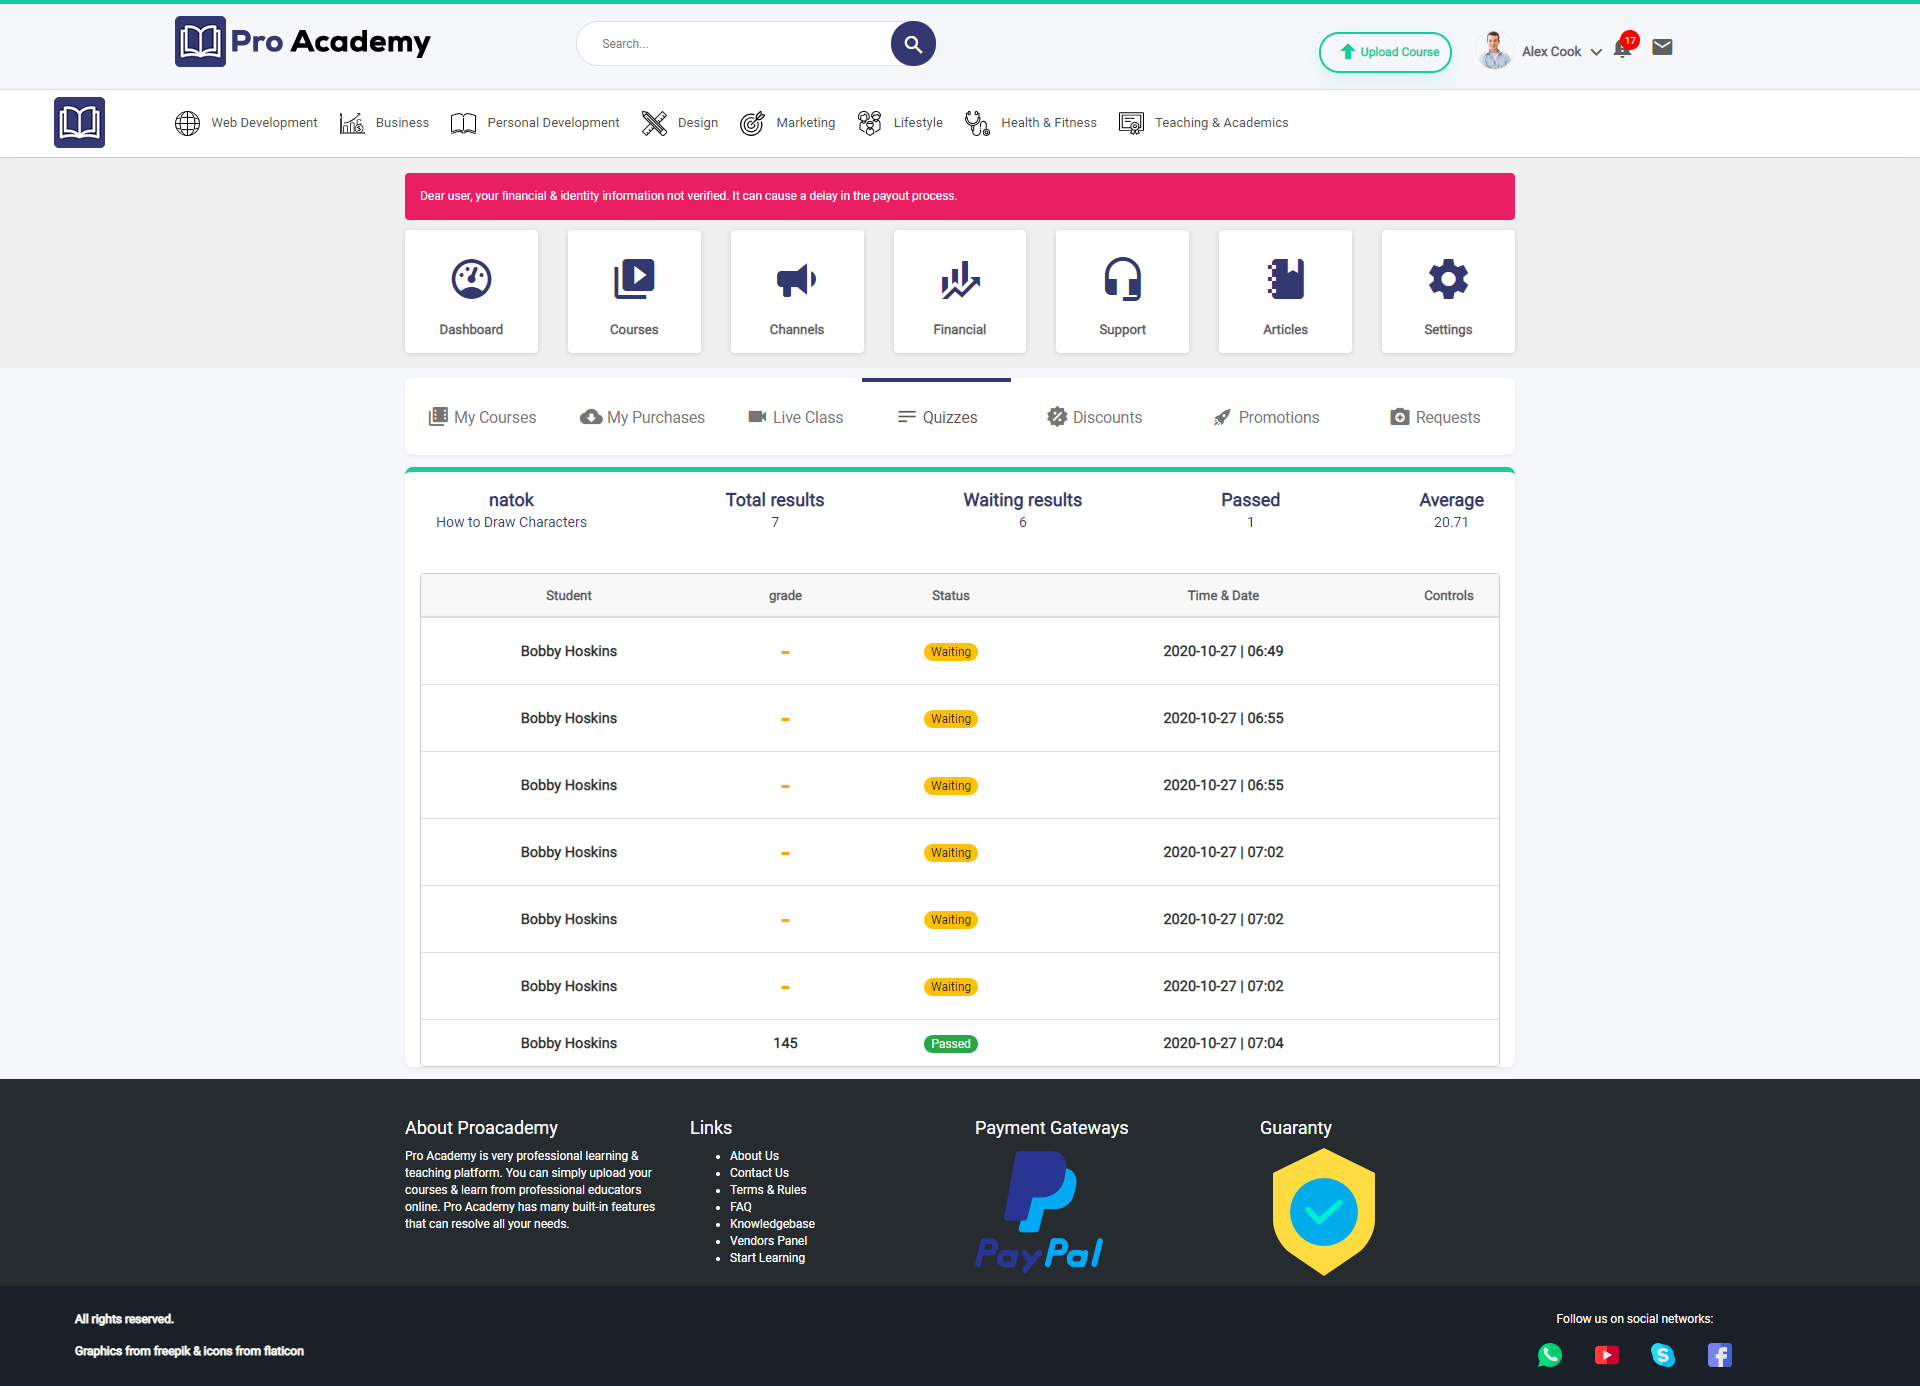 Pro Academy
Search...
Upload Course
Alex Cook
17
Web Development
Business
Personal Development
Design
Marketing
Lifestyle
Health & Fitness
Teaching & Academics
Dear user, your financial & identity information not verified. It can cause a delay in the payout process.
Dashboard
Courses
Channels
Financial
Support
Articles
Settings
My Courses
My Purchases
Live Class
Quizzes
Discounts
Promotions
Requests
natok Total results Waiting results Passed Average
How to Draw Characters 7 6 1 20.71
Student grade Status Time & Date Controls
Bobby Hoskins - Waiting 2020-10-27 | 06:49
Bobby Hoskins - Waiting 2020-10-27 | 06:55
Bobby Hoskins - Waiting 2020-10-27 | 06:55
Bobby Hoskins - Waiting 2020-10-27 | 07:02
Bobby Hoskins - Waiting 2020-10-27 | 07:02
Bobby Hoskins - Waiting 2020-10-27 | 07:02
Bobby Hoskins 145 Passed 2020-10-27 | 07:04
About Proacademy
Pro Academy is very professional learning &
teaching platform. You can simply upload your
courses & learn from professional educators
online. Pro Academy has many built-in features
that can resolve all your needs.
Links
About Us
Contact Us
Terms & Rules
FAQ
Knowledgebase
Vendors Panel
Start Learning
Payment Gateways
PayPal
Guaranty
All rights reserved.
Graphics from freepik & icons from flaticon
Follow us on social networks: